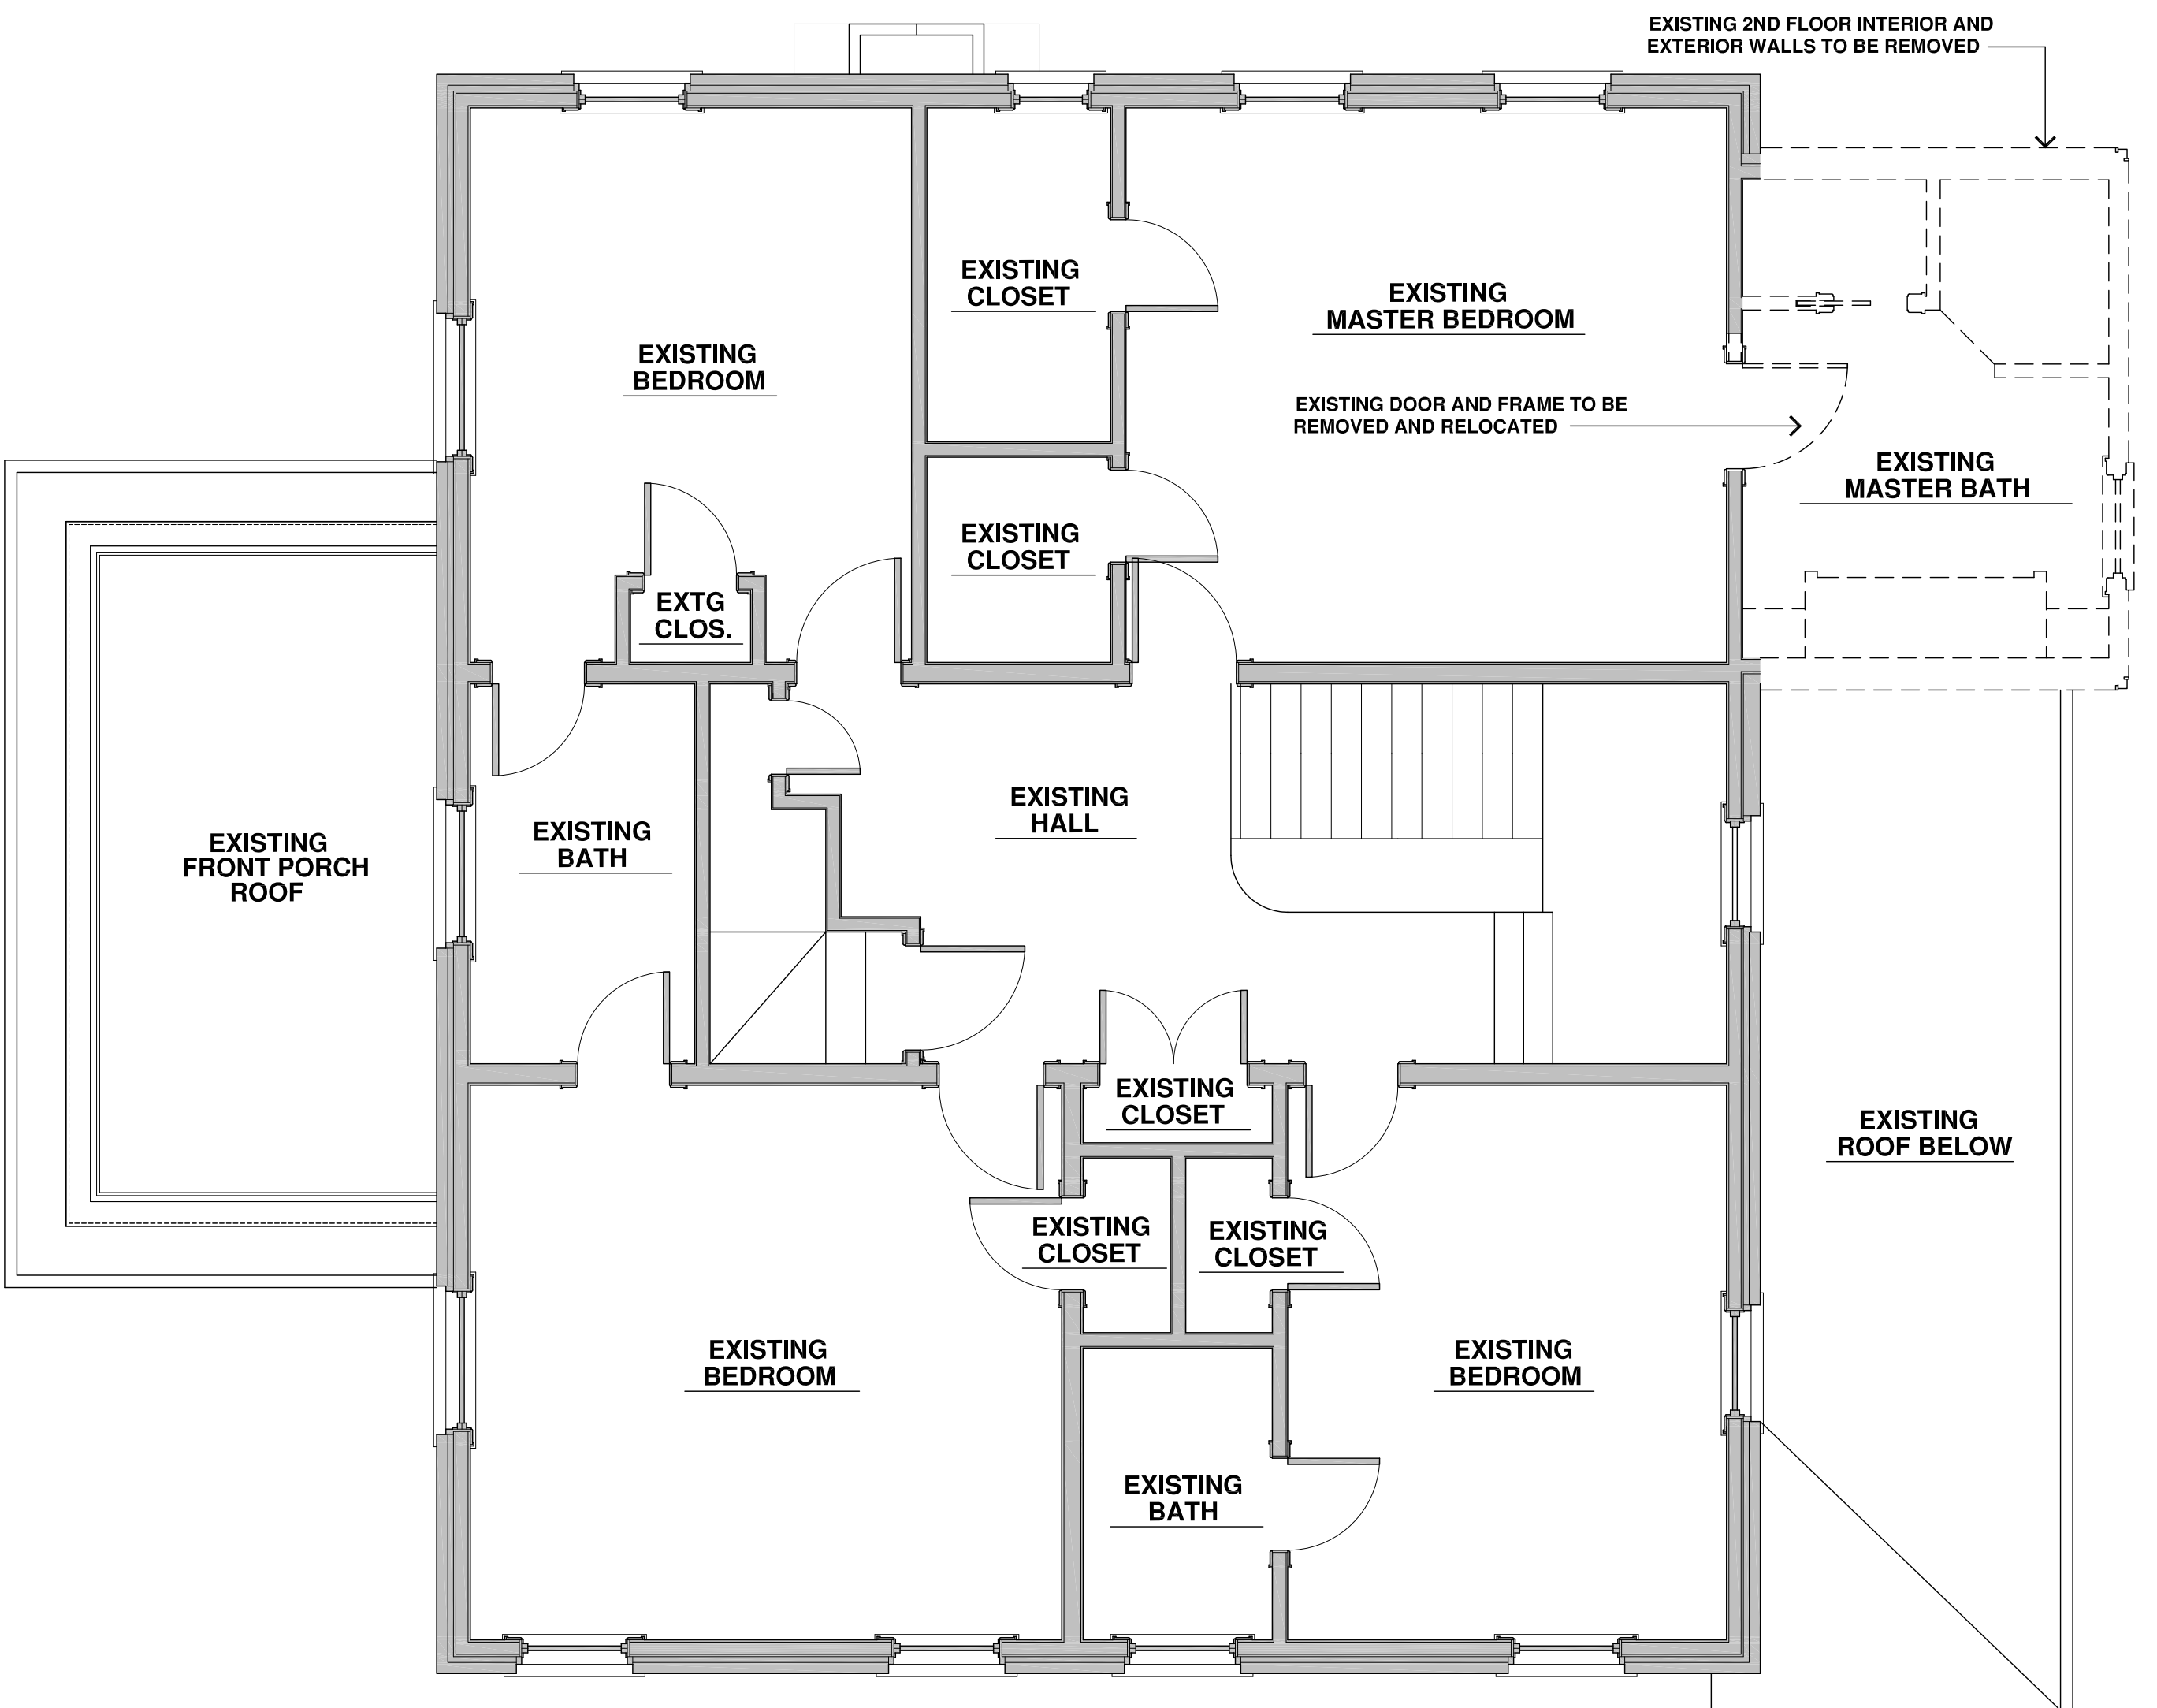 EXISTING 2ND FLOOR INTERIOR AND
EXTERIOR WALLS TO BE REMOVED
EXISTING
CLOSET
EXISTING
MASTER BEDROOM
EXISTING
BEDROOM
EXISTING DOOR AND FRAME TO BE
REMOVED AND RELOCATED
EXISTING
MASTER BATH
EXISTING
CLOSET
EXTG
CLOS.
EXISTING
HALL
EXISTING
BATH
EXISTING
FRONT PORCH
ROOF
EXISTING
CLOSET
EXISTING
ROOF BELOW
EXISTING
CLOSET
EXISTING
CLOSET
EXISTING
BEDROOM
EXISTING
BEDROOM
EXISTING
BATH